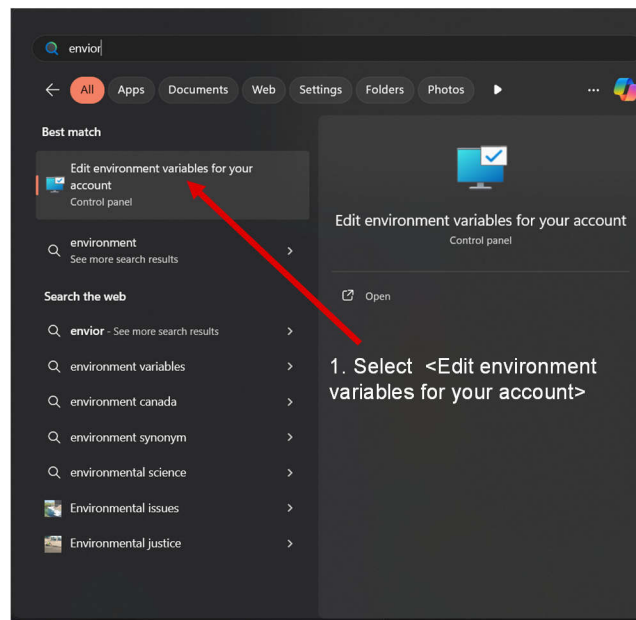 envior
All Apps Documents Web Settings Folders Photos ...
Best match
Edit environment variables for your
account
Control panel
environment
See more search results
Search the web
envior - See more search results
environment variables
environment canada
environment synonym
environmental science
Environmental issues
Environmental justice
Edit environment variables for your account
Control panel
Open
1. Select <Edit environment
variables for your account>